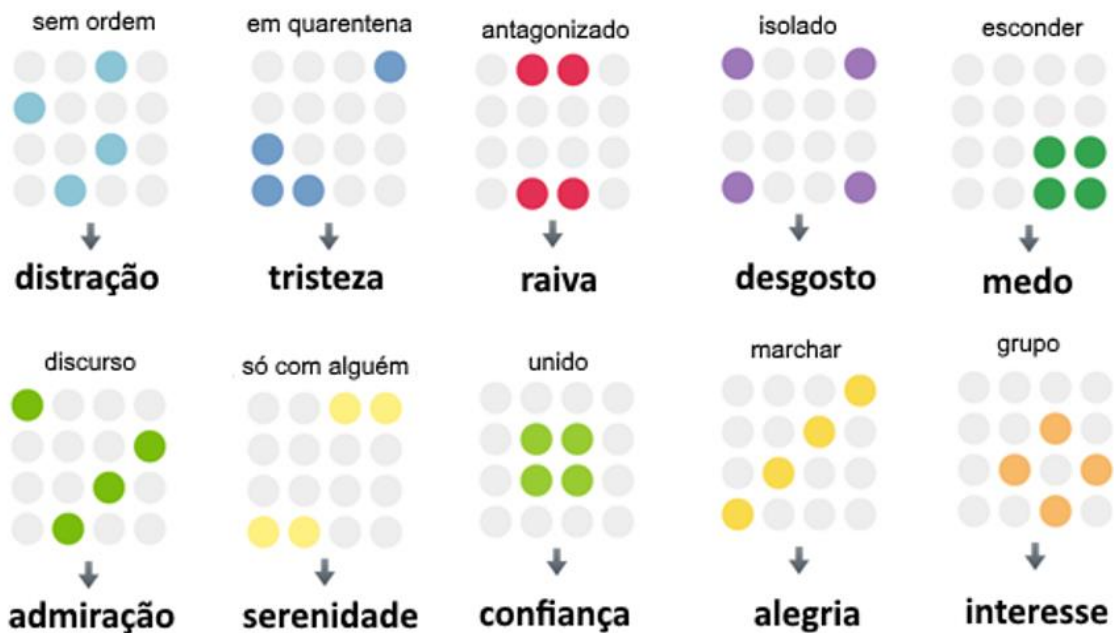 sem ordem
em quarentena
antagonizado
isolado
esconder
distração
tristeza
raiva
desgosto
medo
discurso
só com alguém
unido
marchar
grupo
admiração
serenidade
confiança
alegria
interesse